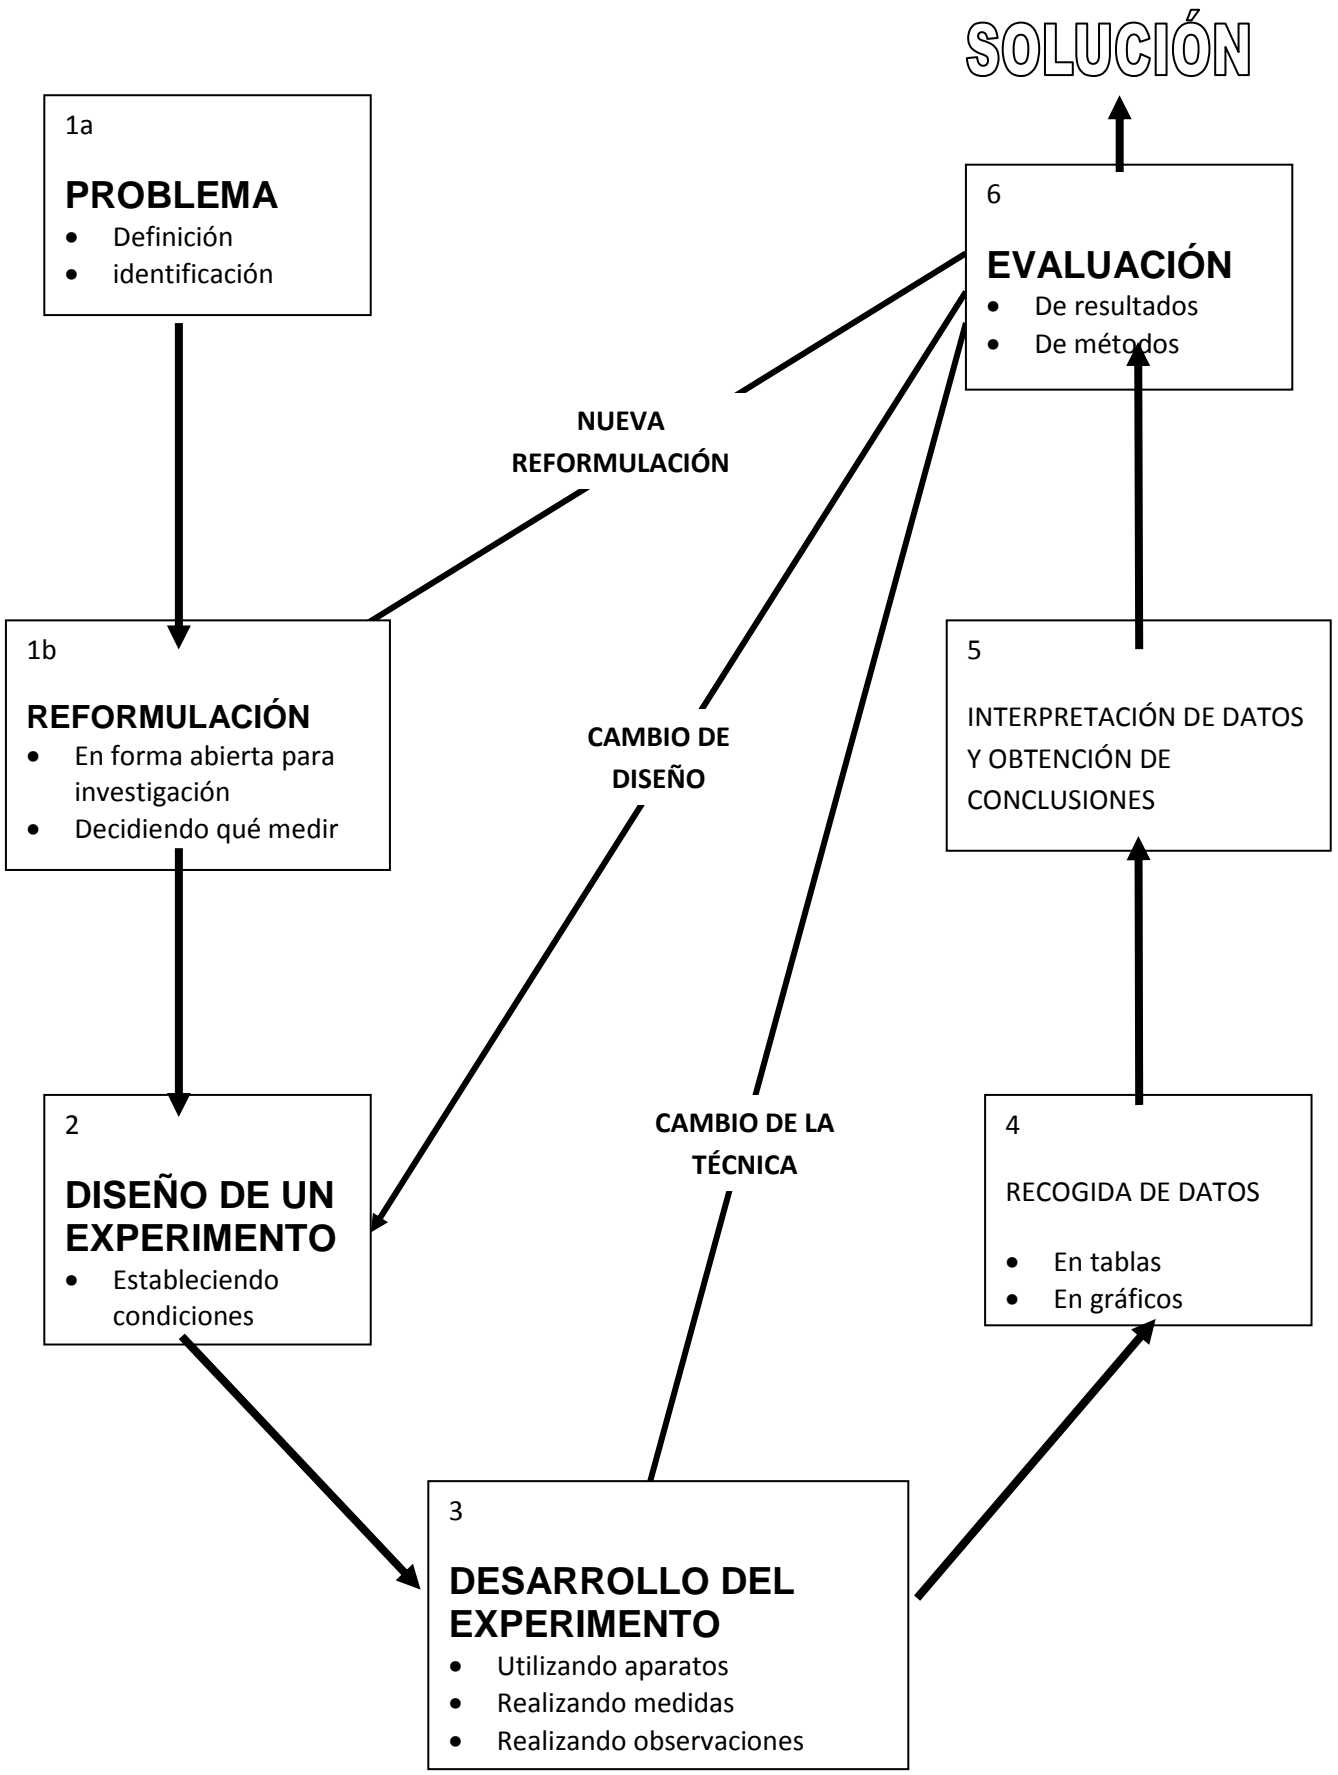 SOLUCIÓN
1a
PROBLEMA
• Definición
• identificación
6
EVALUACIÓN
• De resultados
• De métodos
NUEVA
REFORMULACIÓN
1b
REFORMULACIÓN
• En forma abierta para
investigación
• Decidiendo qué medir
CAMBIO DE
DISEÑO
5
INTERPRETACIÓN DE DATOS
Y OBTENCIÓN DE
CONCLUSIONES
2
DISEÑO DE UN
EXPERIMENTO
• Estableciendo
condiciones
CAMBIO DE LA
TÉCNICA
4
RECOGIDA DE DATOS
• En tablas
• En gráficos
3
DESARROLLO DEL
EXPERIMENTO
• Utilizando aparatos
• Realizando medidas
• Realizando observaciones